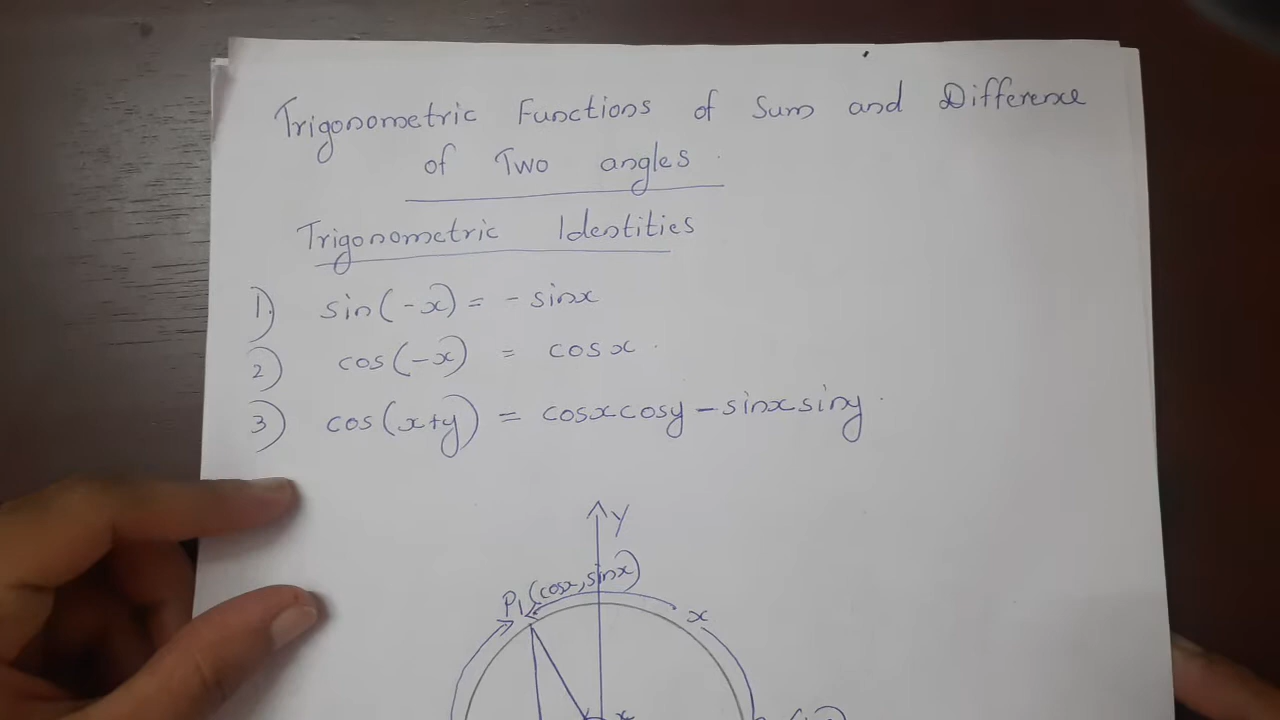 Trigonometric Functions of Sum and Difference
of Two angles.
Trigonometric Identities
1) sin(-x) = - sinx
2) cos(-x) = cosx.
3) cos(x+y) = cosxcosy - sinxsiny.
Y
P1(cosx, sinx)
x
x